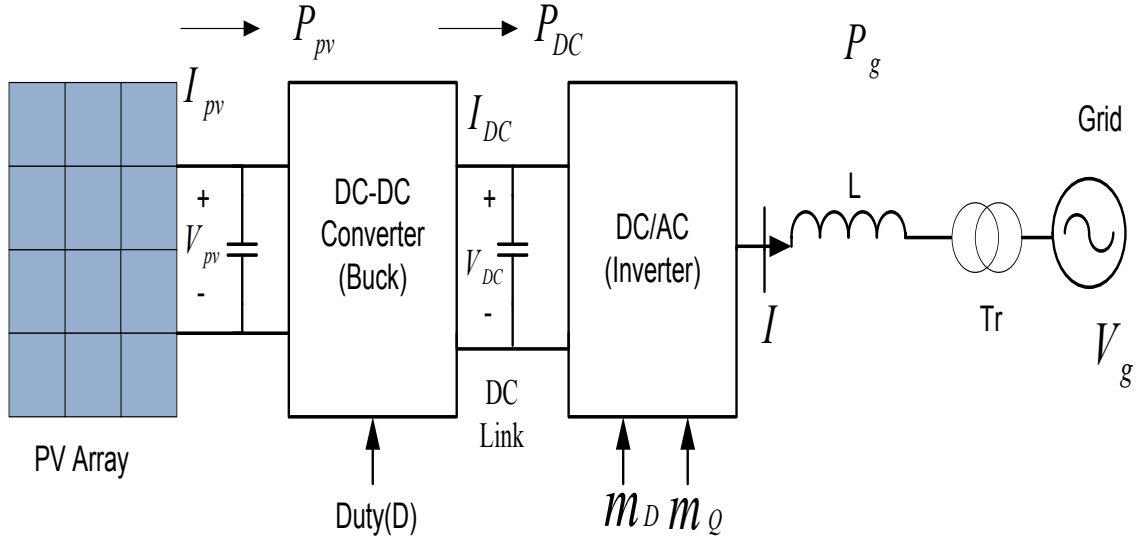 P_pv
P_DC
P_g
I_pv
I_DC
Grid
+
V_pv
-
DC-DC
Converter
(Buck)
+
V_DC
-
DC/AC
(Inverter)
L
I
Tr
V_g
DC
Link
PV Array
Duty(D)
m_D
m_Q